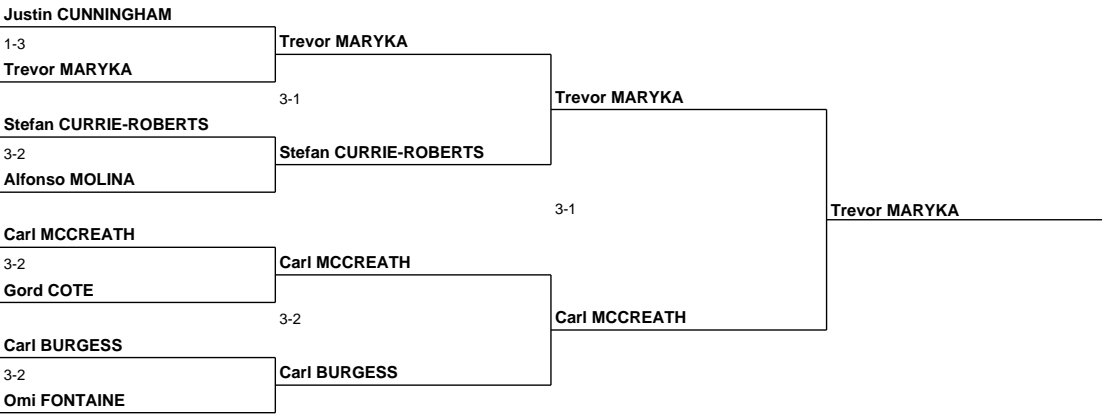 Justin CUNNINGHAM
1-3
Trevor MARYKA
Stefan CURRIE-ROBERTS
3-2
Alfonso MOLINA
Carl MCCREATH
3-2
Gord COTE
Carl BURGESS
3-2
Omi FONTAINE
Trevor MARYKA
3-1
Stefan CURRIE-ROBERTS
Carl MCCREATH
3-2
Carl BURGESS
Trevor MARYKA
3-1
Carl MCCREATH
Trevor MARYKA